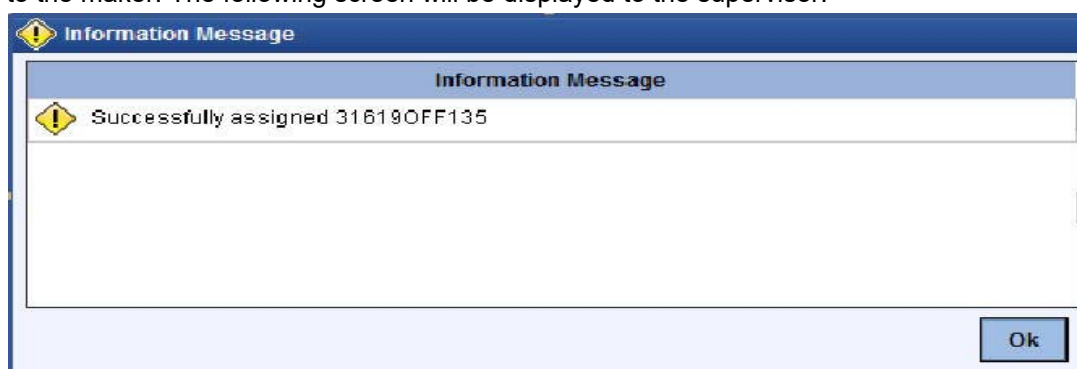 to the maker. The following screen will be displayed to the supervisor.
Information Message
Information Message
Successfully assigned 31619OFF135
Ok